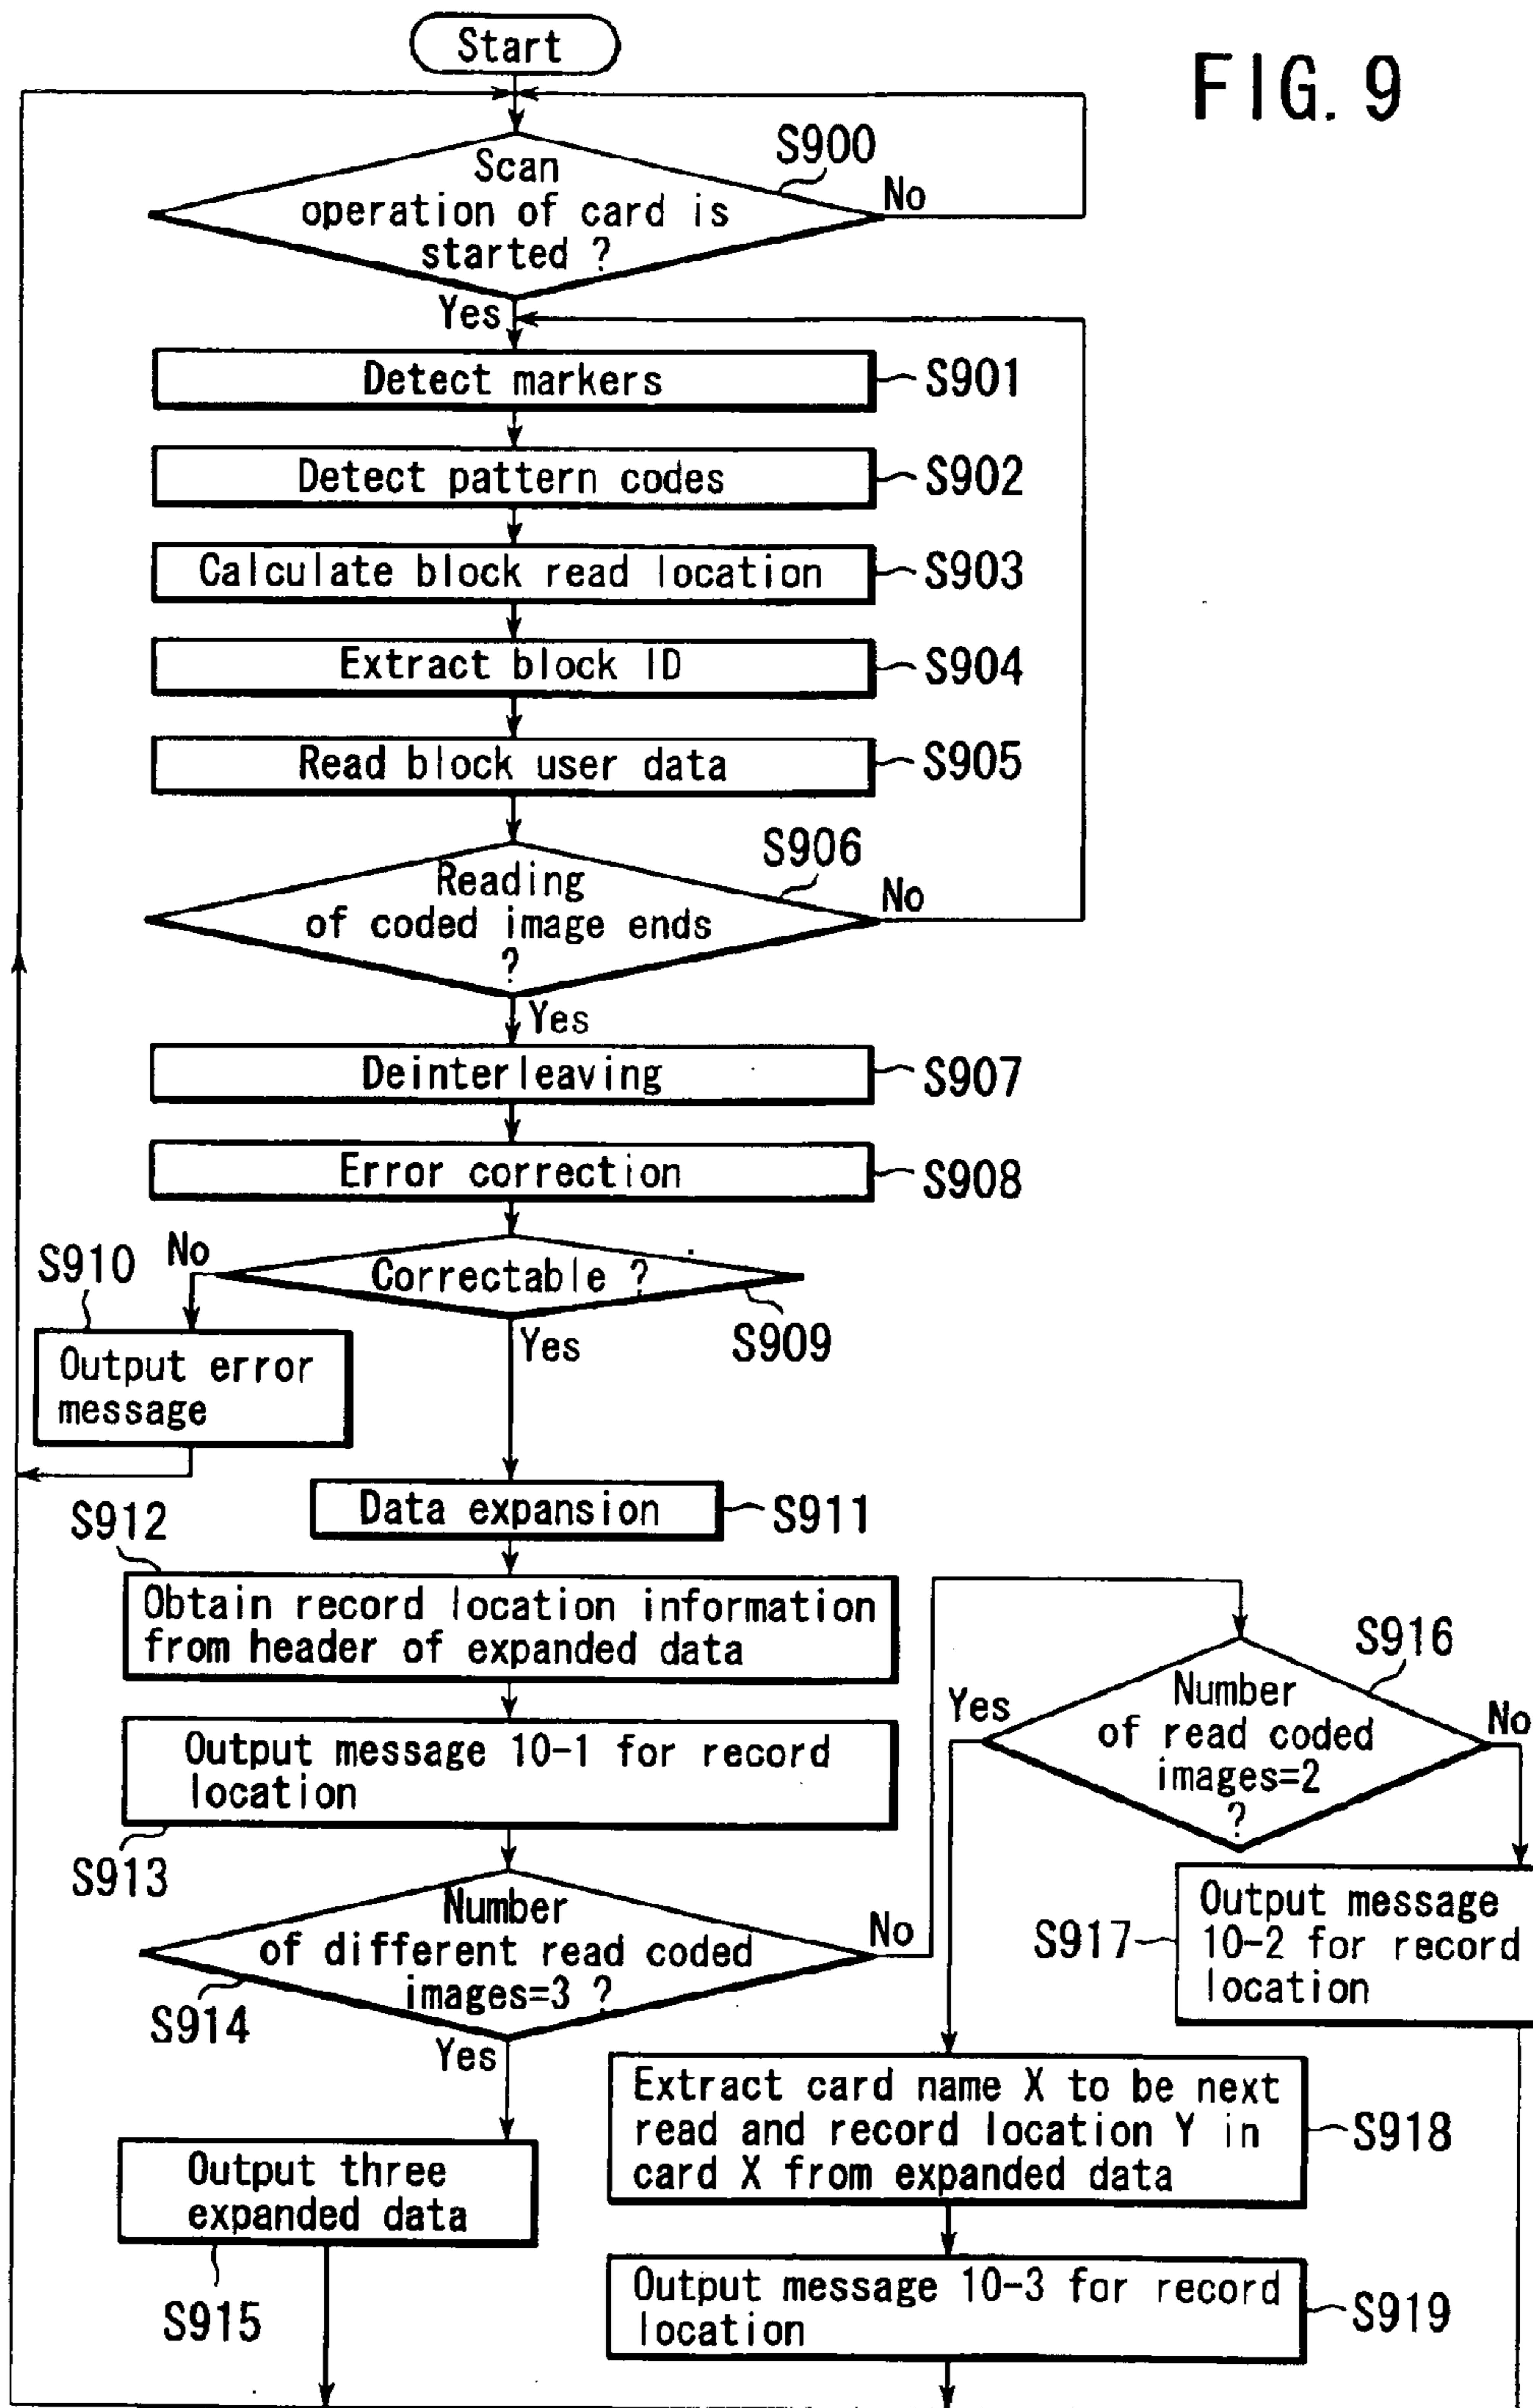 Start
FIG. 9
S900
Scan
operation of card is
started ?
No
Yes
Detect markers
S901
Detect pattern codes
S902
Calculate block read location
S903
Extract block ID
S904
Read block user data
S905
S906
Reading
of coded image ends
?
No
Yes
Deinterleaving
S907
Error correction
S908
S910
No
Correctable ?
S909
Yes
Output error
message
Data expansion
S911
S912
Obtain record location information
from header of expanded data
Output message 10-1 for record
location
S913
Number
of different read coded
images=3 ?
No
S914
Yes
Output three
expanded data
S915
S916
Number
of read coded
images=2
?
Yes
No
Output message
10-2 for record
location
S917
Extract card name X to be next
read and record location Y in
card X from expanded data
S918
Output message 10-3 for record
location
S919